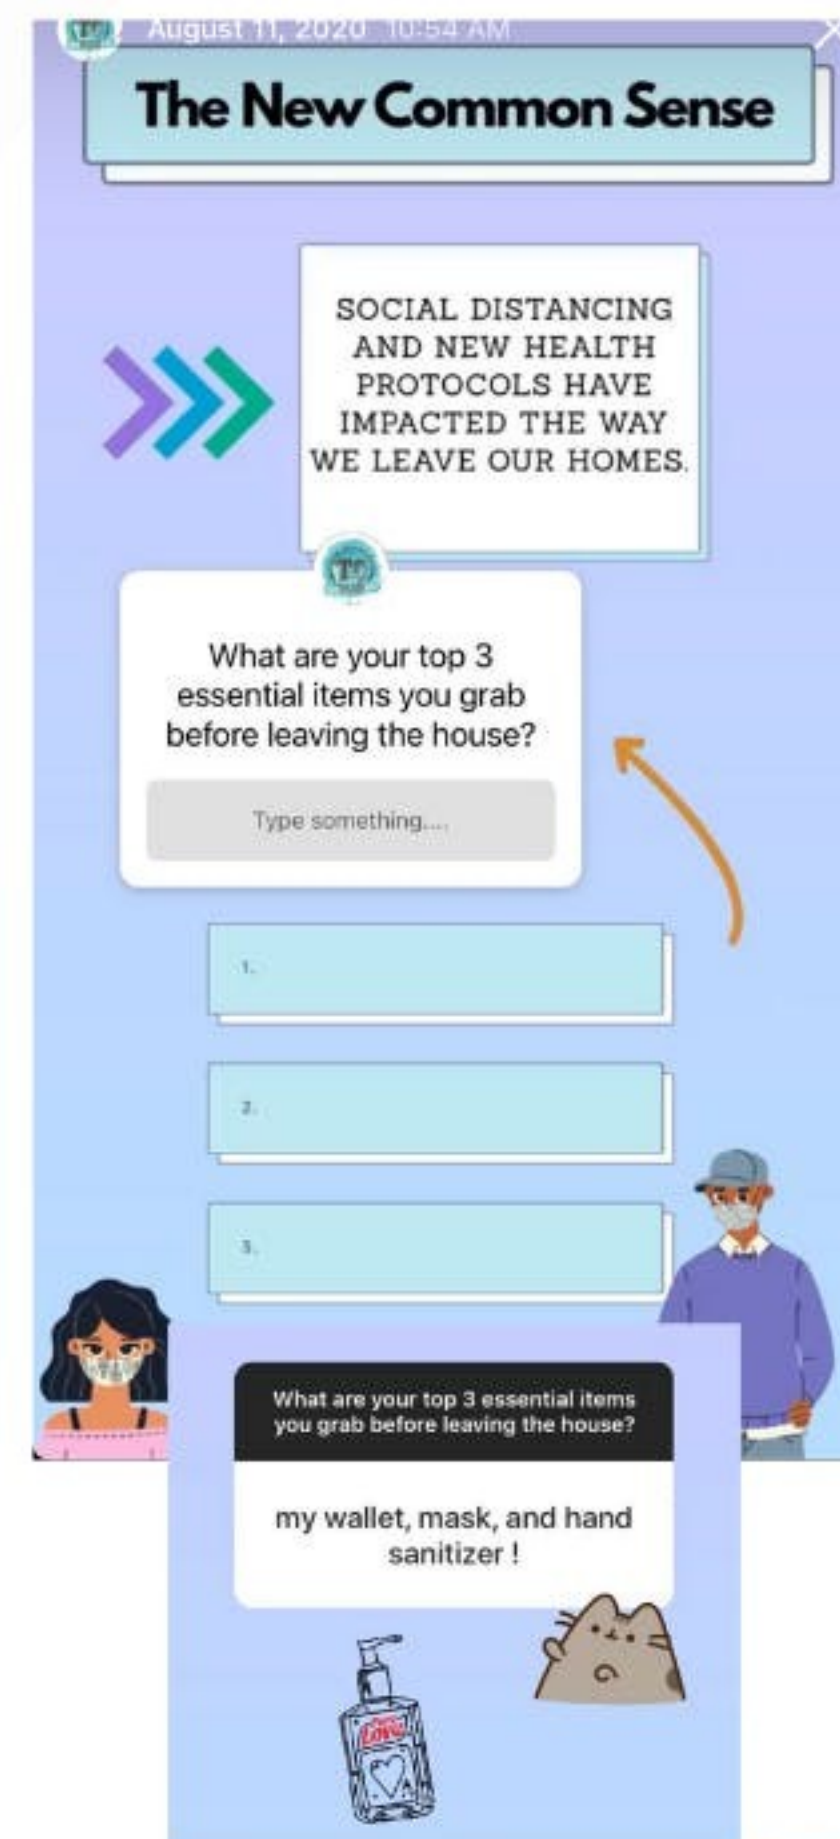 August 11, 2020 10:54 AM
The New Common Sense
SOCIAL DISTANCING
AND NEW HEALTH
PROTOCOLS HAVE
IMPACTED THE WAY
WE LEAVE OUR HOMES.
What are your top 3
essential items you grab
before leaving the house?
Type something....
1.
2.
3.
What are your top 3 essential items
you grab before leaving the house?
my wallet, mask, and hand
sanitizer !
Love
A